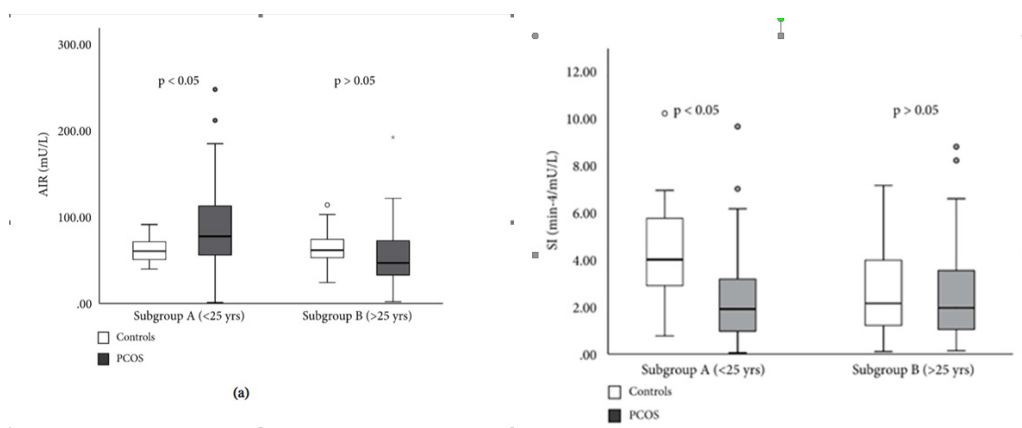 300.00
p < 0.05
p > 0.05
200.00
AIR (mU/L)
100.00
.00
Subgroup A (<25 yrs)
Subgroup B (>25 yrs)
Controls
PCOS
(a)
12.00
10.00
p < 0.05
p > 0.05
8.00
SI (min-4/mU/L)
6.00
4.00
2.00
.00
Subgroup A (<25 yrs)
Subgroup B (>25 yrs)
Controls
PCOS